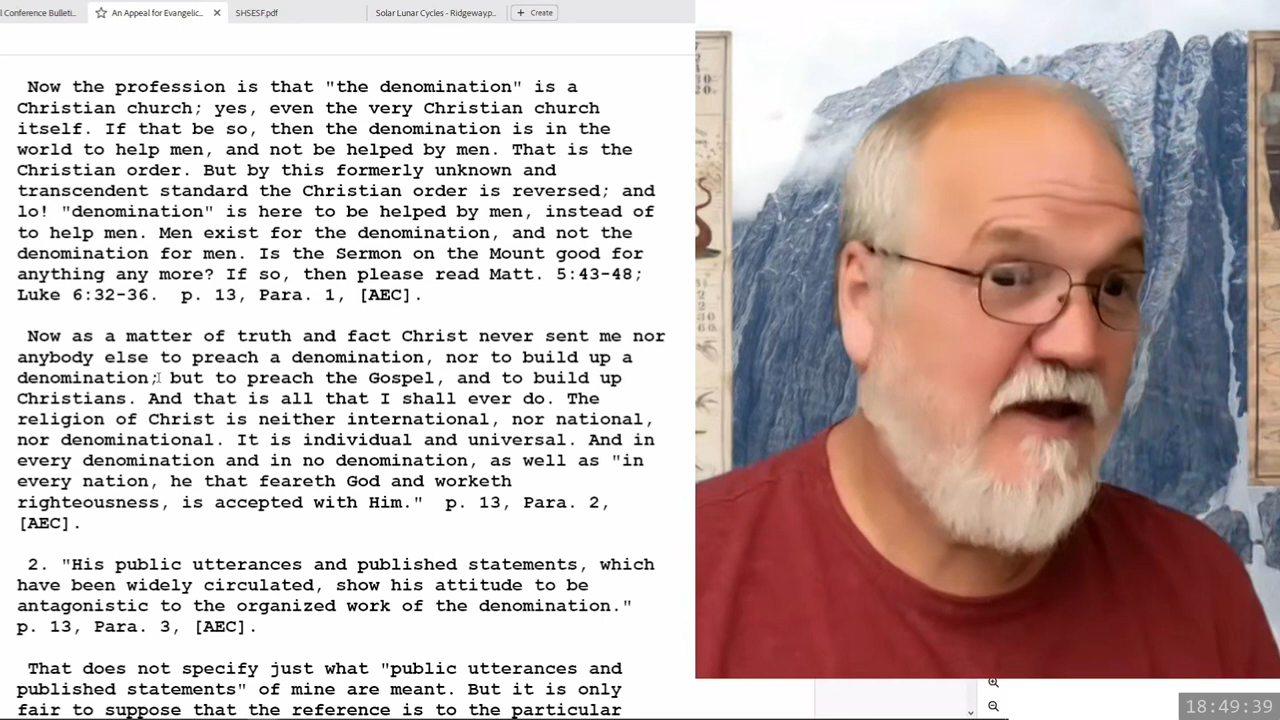 l Conference Bulleti..
An Appeal for Evangelic..
SHSESF.pdf
Solar Lunar Cycles - Ridgewayp..
Create
Now the profession is that "the denomination" is a
Christian church; yes, even the very Christian church
itself. If that be so, then the denomination is in the
world to help men, and not be helped by men. That is the
Christian order. But by this formerly unknown and
transcendent standard the Christian order is reversed; and
lo! "denomination" is here to be helped by men, instead of
to help men. Men exist for the denomination, and not the
denomination for men. Is the Sermon on the Mount good for
anything any more? If so, then please read Matt. 5:43-48;
Luke 6:32-36.  p. 13, Para. 1, [AEC].
Now as a matter of truth and fact Christ never sent me nor
anybody else to preach a denomination, nor to build up a
denomination; but to preach the Gospel, and to build up
Christians. And that is all that I shall ever do. The
religion of Christ is neither international, nor national,
nor denominational. It is individual and universal. And in
every denomination and in no denomination, as well as "in
every nation, he that feareth God and worketh
righteousness, is accepted with Him."  p. 13, Para. 2,
[AEC].
2. "His public utterances and published statements, which
have been widely circulated, show his attitude to be
antagonistic to the organized work of the denomination."
p. 13, Para. 3, [AEC].
That does not specify just what "public utterances and
published statements" of mine are meant. But it is only
fair to suppose that the reference is to the particular
18:49:39